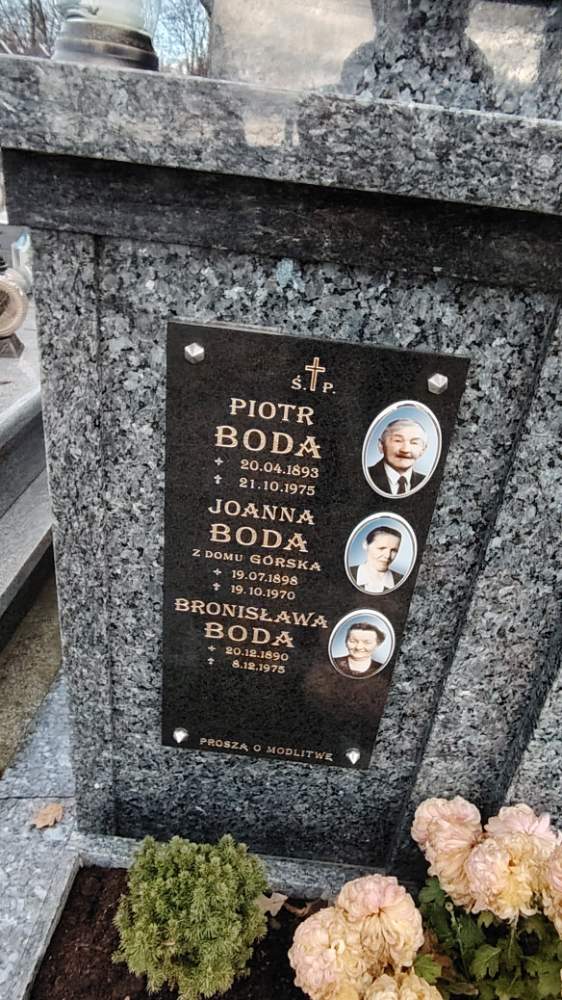 Ś. P.
PIOTR
BODA
20.04.1893
21.10.1975
JOANNA
BODA
Z DOMU GÓRSKA
19.07.1898
19.10.1970
BRONISŁAWA
BODA
20.12.1890
8.12.1975
PROSZĄ O MODLITWĘ